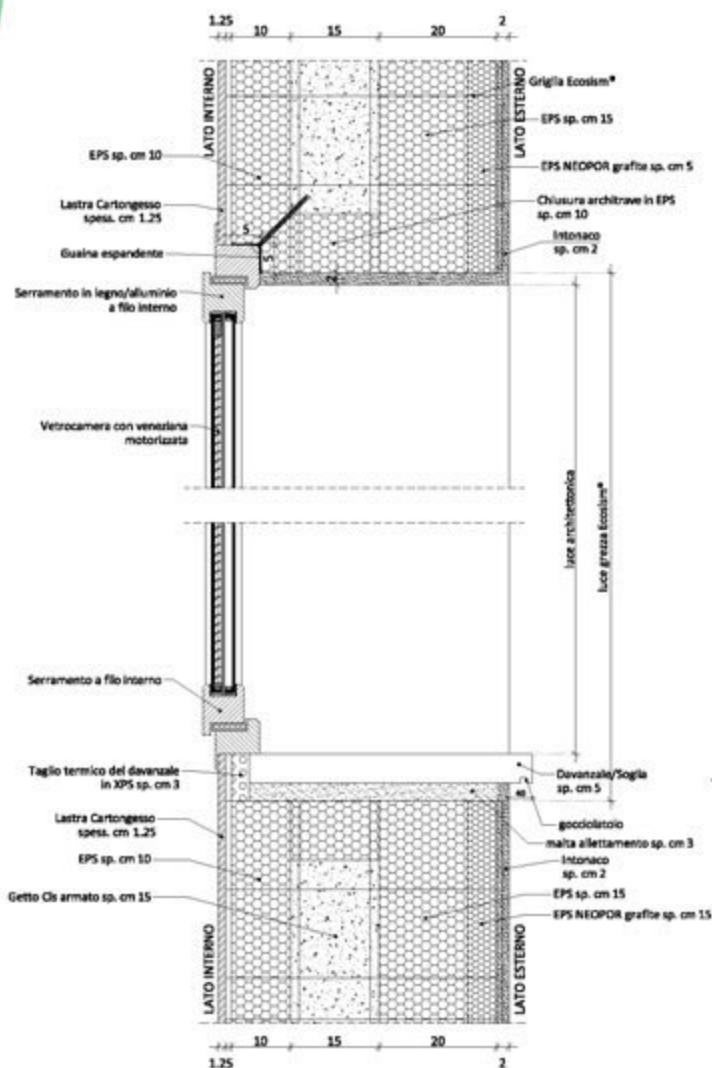 1.25 10 15 20 2
LATO INTERNO
LATO ESTERNO
Griglia Ecosism®
EPS sp. cm 15
EPS sp. cm 10
EPS NEOPOR grafite sp. cm 5
Lastra Cartongesso
spess. cm 1.25
Chiusura architrave in EPS
sp. cm 10
5
Guaina espandente
5
Intonaco
sp. cm 2
2
Serramento in legno/alluminio
a filo interno
Vetrocamera con veneziana
motorizzata
luce architettonica
luce grezza Ecosism®
Serramento a filo interno
Taglio termico del davanzale
in XPS sp. cm 3
Davanzale/Soglia
sp. cm 5
gocciolatoio
Lastra Cartongesso
spess. cm 1.25
malta allettamento sp. cm 3
EPS sp. cm 10
Intonaco
sp. cm 2
Getto Cls armato sp. cm 15
EPS sp. cm 15
EPS NEOPOR grafite sp. cm 15
LATO INTERNO
LATO ESTERNO
1.25 10 15 20 2